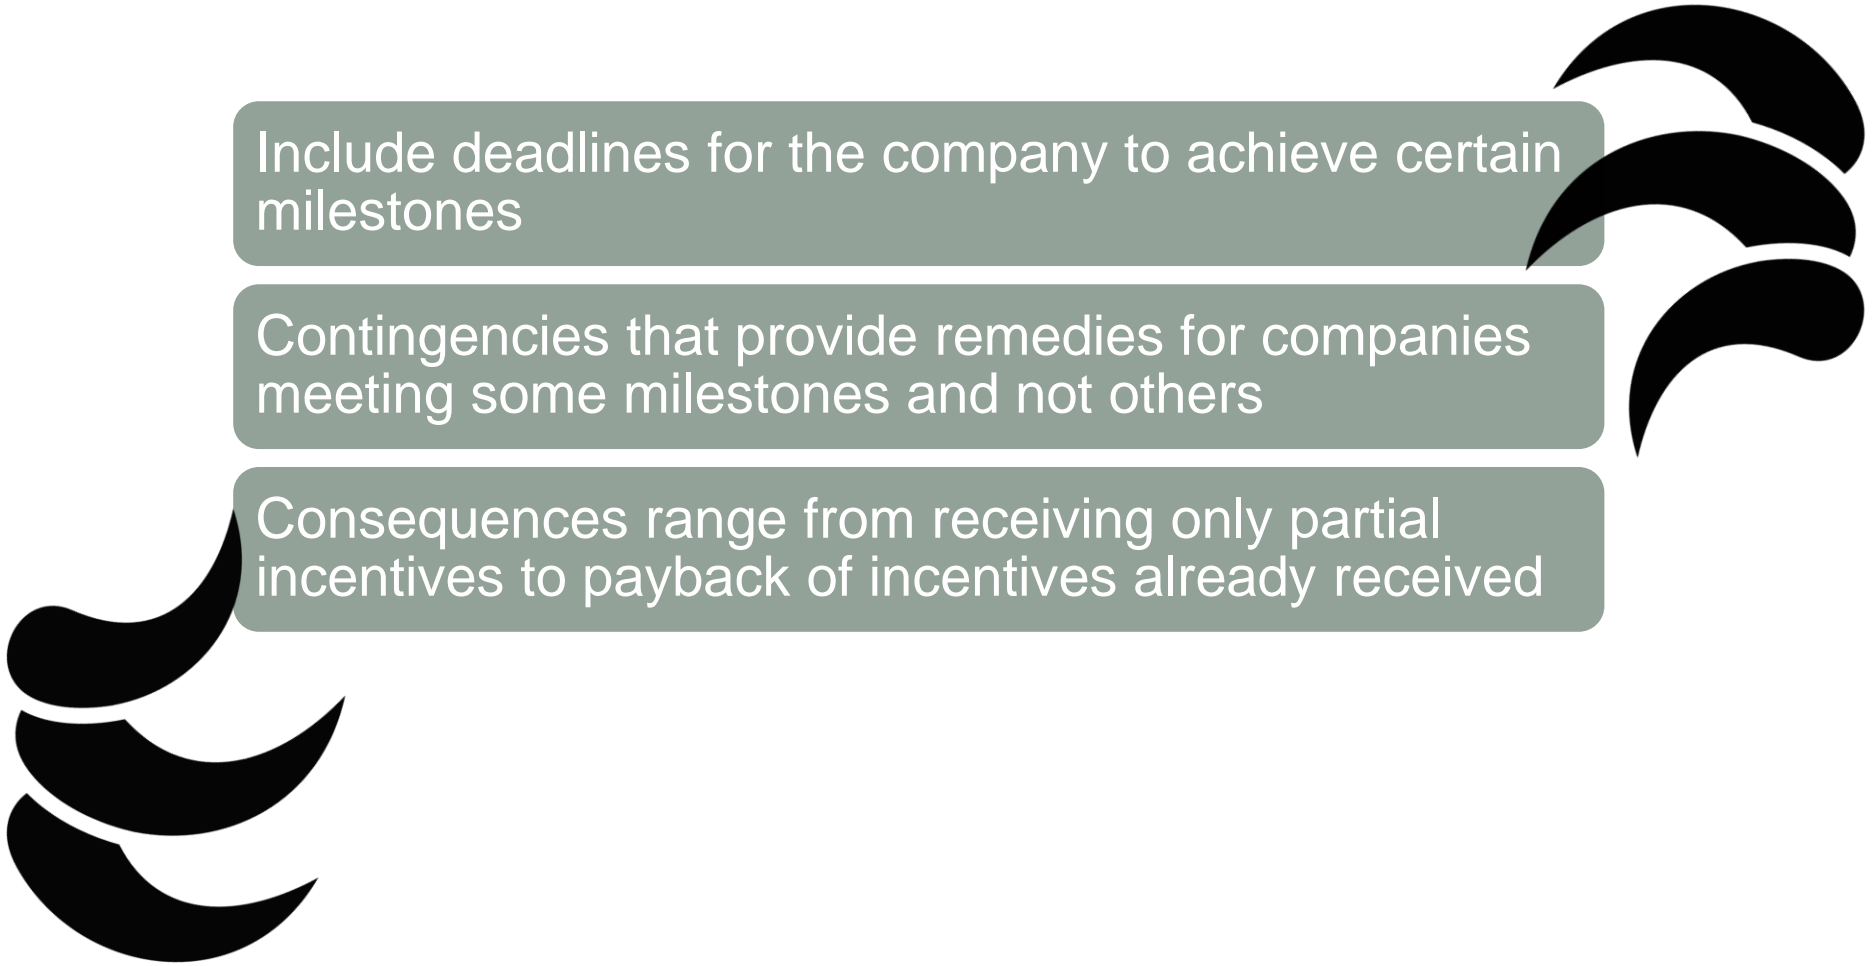 Include deadlines for the company to achieve certain
milestones
Contingencies that provide remedies for companies
meeting some milestones and not others
Consequences range from receiving only partial
incentives to payback of incentives already received